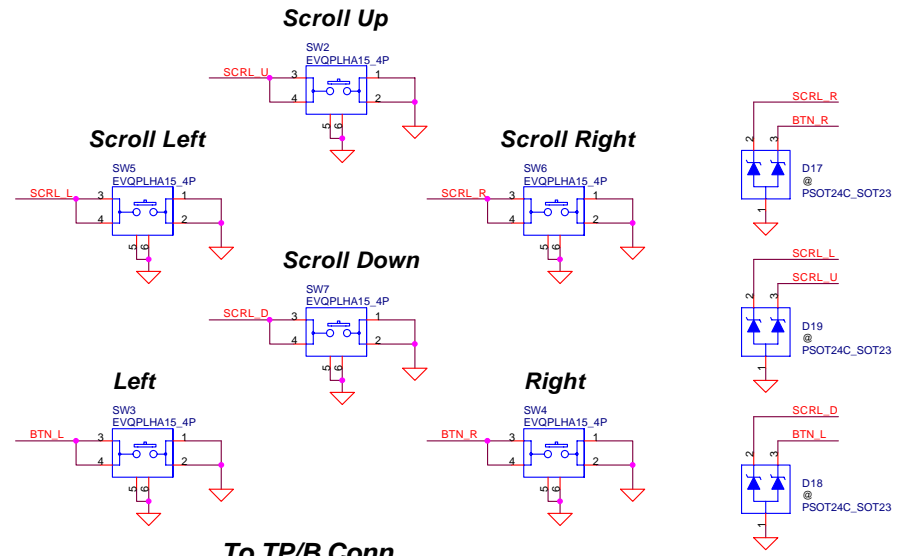 Scroll Up
SW2
EVQPLHA15_4P
SCRL_U
3
1
4
2
5
6
Scroll Left
SW5
EVQPLHA15_4P
SCRL_L
3
1
4
2
5
6
Scroll Right
SW6
EVQPLHA15_4P
SCRL_R
3
1
4
2
5
6
Scroll Down
SW7
EVQPLHA15_4P
SCRL_D
3
1
4
2
5
6
Left
SW3
EVQPLHA15_4P
BTN_L
3
1
4
2
5
6
Right
SW4
EVQPLHA15_4P
BTN_R
3
1
4
2
5
6
SCRL_R
BTN_R
2
3
D17
@
PSOT24C_SOT23
1
SCRL_L
SCRL_U
2
3
D19
@
PSOT24C_SOT23
1
SCRL_D
BTN_L
2
3
D18
@
PSOT24C_SOT23
1
To TP/B Conn